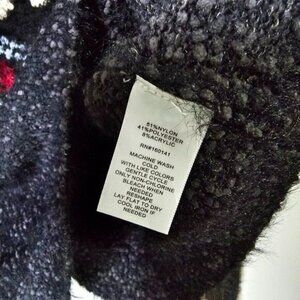 51%NYLON
41%POLYESTER
8%ACRYLIC
RN#160141
MACHINE WASH
COLD
WITH LIKE COLORS
GENTLE CYCLE
ONLY NON-CHLORINE
BLEACH WHEN
NEEDED
RESHAPE
LAY FLAT TO DRY
COOL IRON IF
NEEDED